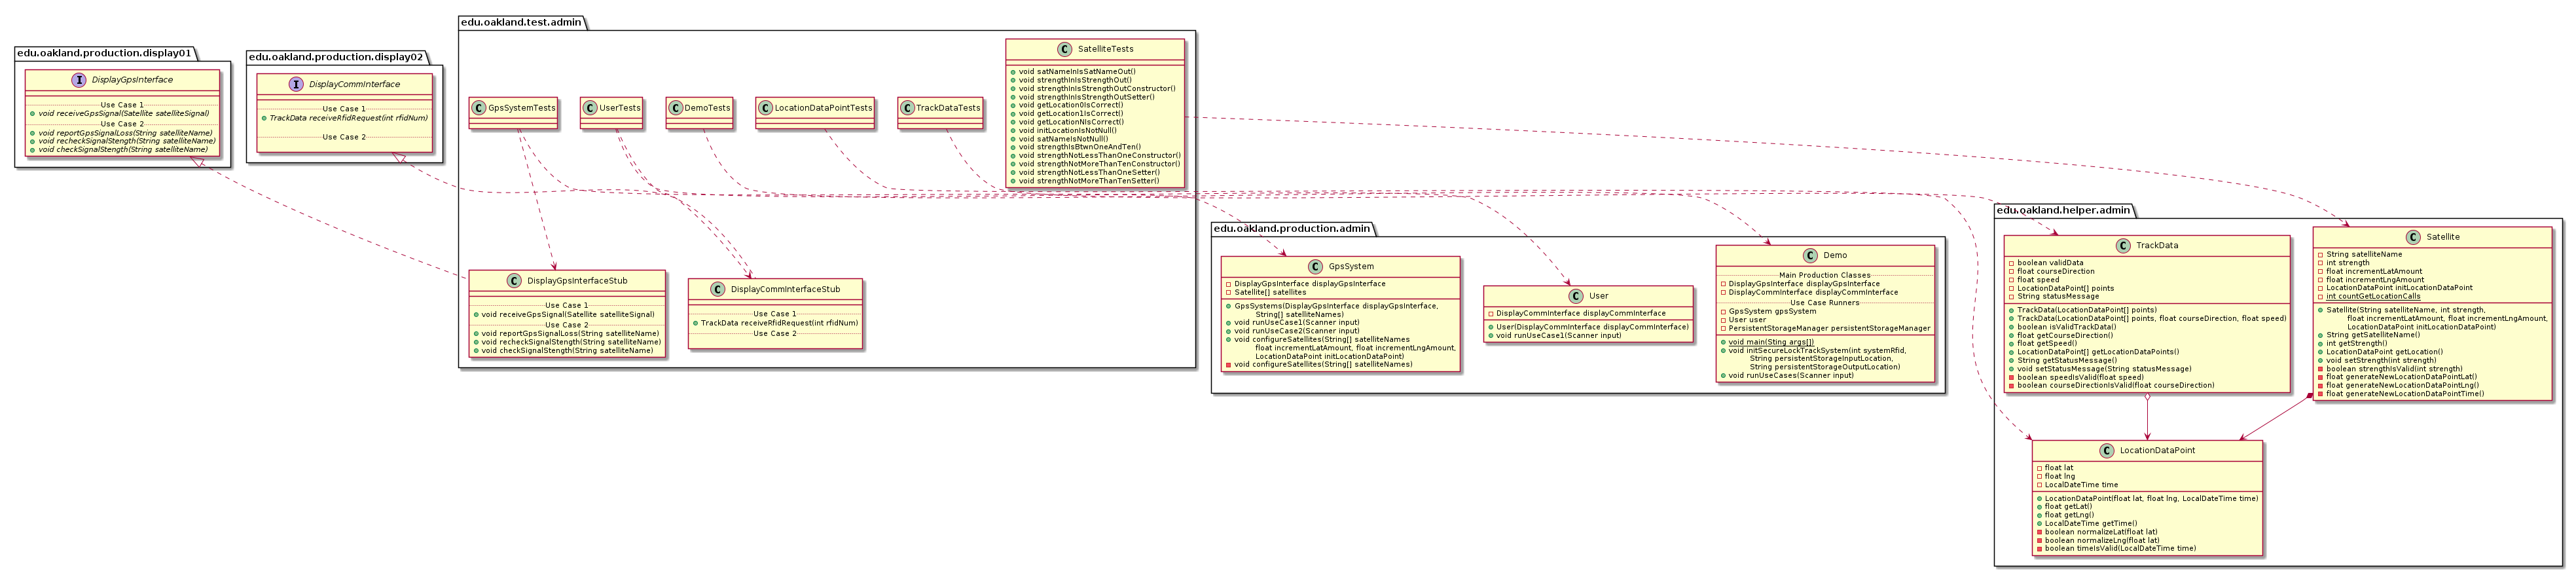 edu.oakland.production.display01
DisplayGpsInterface
Use Case 1
void receiveGpsSignal(Satellite satelliteSignal)
Use Case 2
void reportGpsSignalLoss(String satelliteName)
void recheckSignalStength(String satelliteName)
void checkSignalStength(String satelliteName)
edu.oakland.production.display02
DisplayCommInterface
Use Case 1
TrackData receiveRfidRequest(int rfidNum)
Use Case 2
edu.oakland.test.admin
GpsSystemTests
UserTests
DemoTests
LocationDataPointTests
TrackDataTests
SatelliteTests
void satNameInIsSatNameOut()
void strengthInIsStrengthOut()
void strengthInIsStrengthOutConstructor()
void strengthInIsStrengthOutSetter()
void getLocation0IsCorrect()
void getLocation1IsCorrect()
void getLocationNIsCorrect()
void initLocationIsNotNull()
void satNameIsNotNull()
void strengthIsBtwnOneAndTen()
void strengthNotLessThanOneConstructor()
void strengthNotMoreThanTenConstructor()
void strengthNotLessThanOneSetter()
void strengthNotMoreThanTenSetter()
DisplayGpsInterfaceStub
Use Case 1
void receiveGpsSignal(Satellite satelliteSignal)
Use Case 2
void reportGpsSignalLoss(String satelliteName)
void recheckSignalStength(String satelliteName)
void checkSignalStength(String satelliteName)
DisplayCommInterfaceStub
Use Case 1
TrackData receiveRfidRequest(int rfidNum)
Use Case 2
edu.oakland.production.admin
GpsSystem
DisplayGpsInterface displayGpsInterface
Satellite[] satellites
GpsSystems(DisplayGpsInterface displayGpsInterface,
String[] satelliteNames)
void runUseCase1(Scanner input)
void runUseCase2(Scanner input)
void configureSatellites(String[] satelliteNames
float incrementLatAmount, float incrementLngAmount,
LocationDataPoint initLocationDataPoint)
void configureSatellites(String[] satelliteNames)
User
DisplayCommInterface displayCommInterface
User(DisplayCommInterface displayCommInterface)
void runUseCase1(Scanner input)
Demo
Main Production Classes
DisplayGpsInterface displayGpsInterface
DisplayCommInterface displayCommInterface
Use Case Runners
GpsSystem gpsSystem
User user
PersistentStorageManager persistentStorageManager
void main(Sting args[])
void initSecureLockTrackSystem(int systemRfid,
String persistentStorageInputLocation,
String persistentStorageOutputLocation)
void runUseCases(Scanner input)
edu.oakland.helper.admin
TrackData
boolean validData
float courseDirection
float speed
LocationDataPoint[] points
String statusMessage
TrackData(LocationDataPoint[] points)
TrackData(LocationDataPoint[] points, float courseDirection, float speed)
boolean isValidTrackData()
float getCourseDirection()
float getSpeed()
LocationDataPoint[] getLocationDataPoints()
String getStatusMessage()
void setStatusMessage(String statusMessage)
boolean speedIsValid(float speed)
boolean courseDirectionIsValid(float courseDirection)
Satellite
String satelliteName
int strength
float incrementLatAmount
float incrementLngAmount
LocationDataPoint initLocationDataPoint
int countGetLocationCalls
Satellite(String satelliteName, int strength,
float incrementLatAmount, float incrementLngAmount,
LocationDataPoint initLocationDataPoint)
String getSatelliteName()
int getStrength()
LocationDataPoint getLocation()
void setStrength(int strength)
boolean strengthIsValid(int strength)
float generateNewLocationDataPointLat()
float generateNewLocationDataPointLng()
float generateNewLocationDataPointTime()
LocationDataPoint
float lat
float lng
LocalDateTime time
LocationDataPoint(float lat, float lng, LocalDateTime time)
float getLat()
float getLng()
LocalDateTime getTime()
boolean normalizeLat(float lat)
boolean normalizeLng(float lat)
boolean timeIsValid(LocalDateTime time)